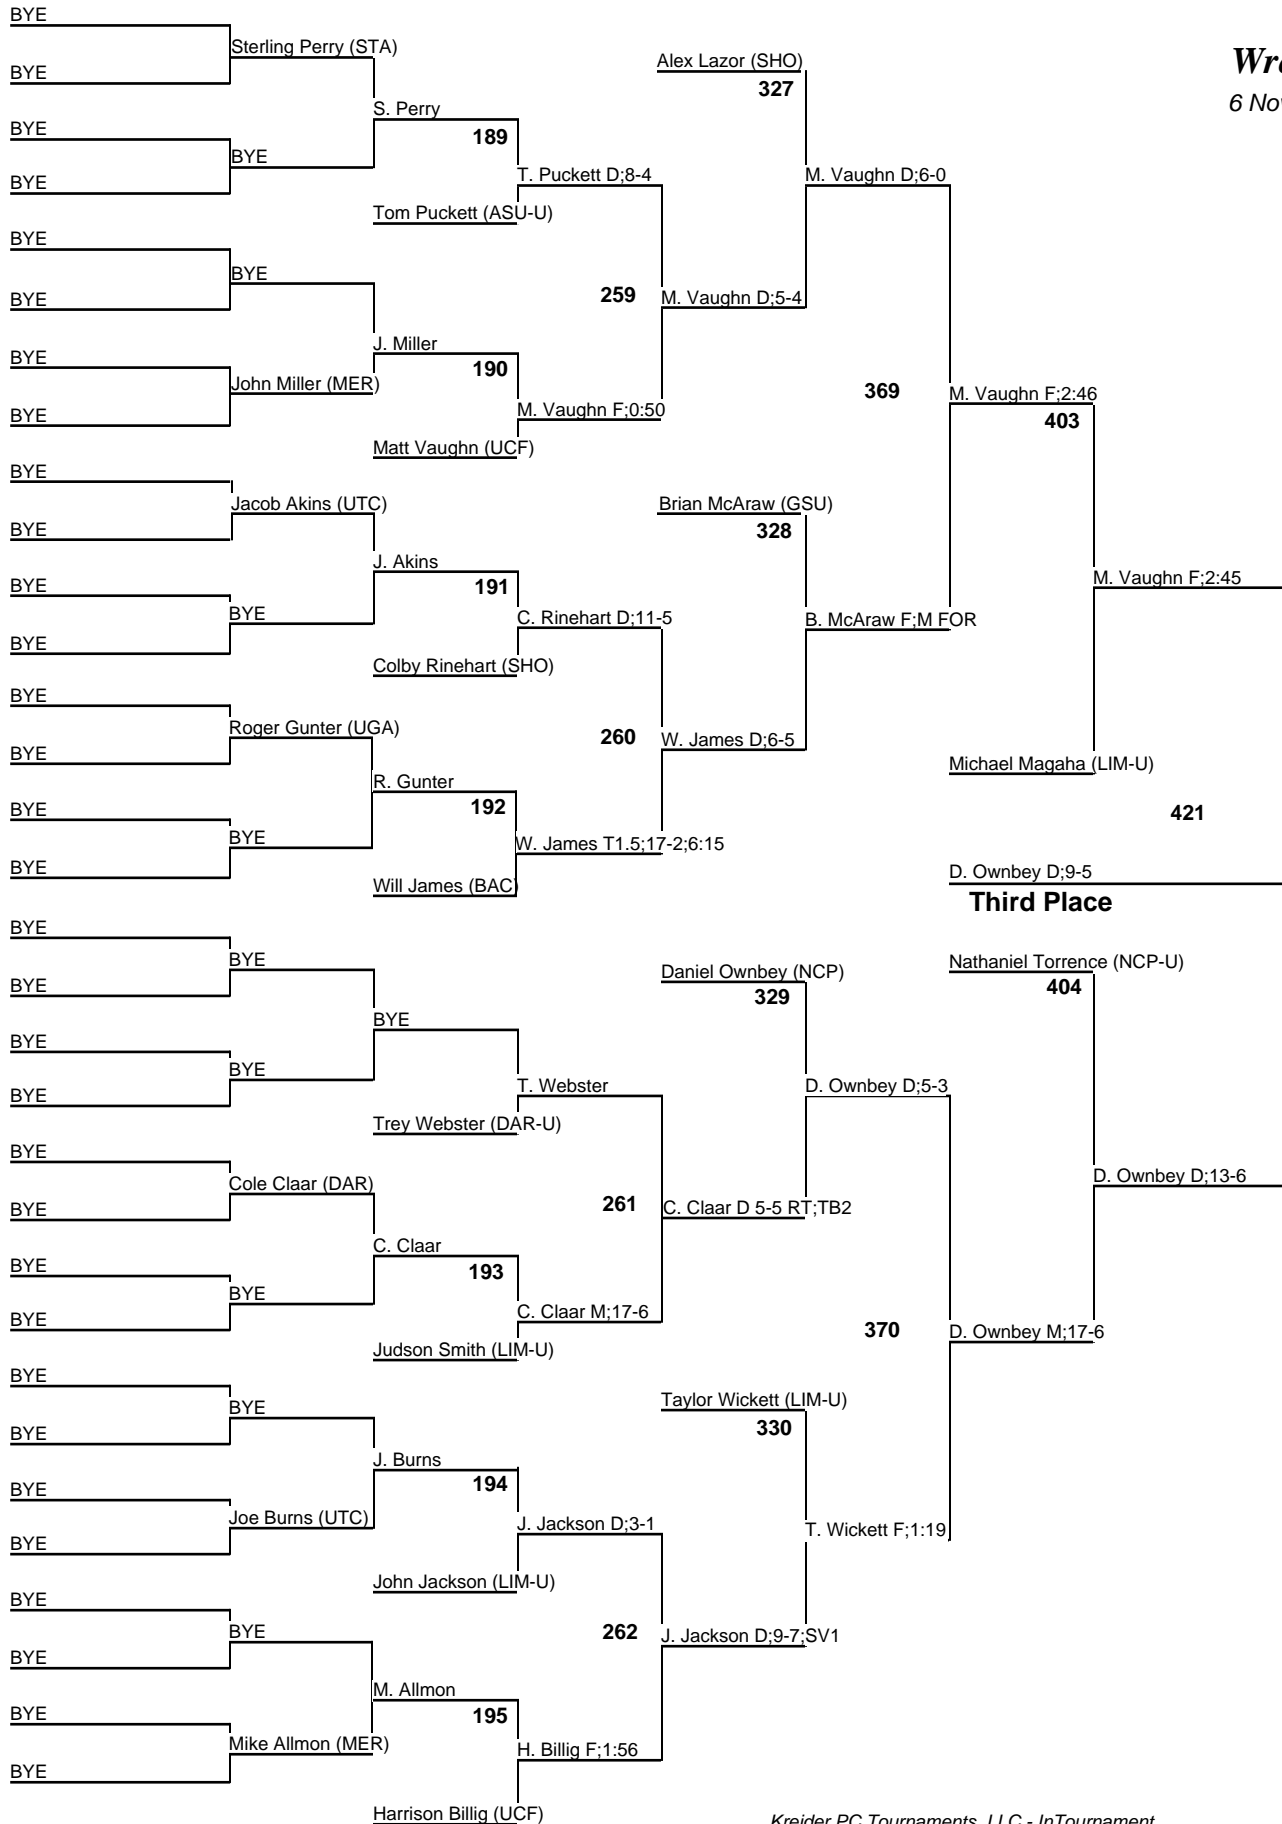 BYE
Sterling Perry (STA)
BYE
Alex Lazor (SHO)
327
6 Nov
S. Perry
189
BYE
BYE
BYE
T. Puckett D;8-4
M. Vaughn D;6-0
Tom Puckett (ASU-U)
BYE
BYE
BYE
259
M. Vaughn D;5-4
J. Miller
BYE
190
John Miller (MER)
369
M. Vaughn F;2:46
BYE
M. Vaughn F;0:50
403
Matt Vaughn (UCF)
BYE
Jacob Akins (UTC)
Brian McAraw (GSU)
BYE
328
J. Akins
191
M. Vaughn F;2:45
BYE
BYE
C. Rinehart D;11-5
B. McAraw F;M FOR
BYE
Colby Rinehart (SHO)
BYE
Roger Gunter (UGA)
260
W. James D;6-5
BYE
Michael Magaha (LIM-U)
R. Gunter
192
421
BYE
BYE
W. James T1.5;17-2;6:15
BYE
Will James (BAC)
D. Ownbey D;9-5
Third Place
BYE
BYE
Daniel Ownbey (NCP)
Nathaniel Torrence (NCP-U)
BYE
329
404
BYE
BYE
BYE
T. Webster
D. Ownbey D;5-3
BYE
Trey Webster (DAR-U)
BYE
Cole Claar (DAR)
D. Ownbey D;13-6
BYE
261
C. Claar D 5-5 RT;TB2
C. Claar
193
BYE
BYE
C. Claar M;17-6
BYE
370
D. Ownbey M;17-6
Judson Smith (LIM-U)
BYE
BYE
Taylor Wickett (LIM-U)
BYE
330
J. Burns
194
BYE
Joe Burns (UTC)
J. Jackson D;3-1
T. Wickett F;1:19
BYE
John Jackson (LIM-U)
BYE
BYE
262
J. Jackson D;9-7;SV1
BYE
M. Allmon
195
BYE
Mike Allmon (MER)
H. Billig F;1:56
BYE
Harrison Billig (UCF)
Kreider PC Tournaments, LLC - InTournament